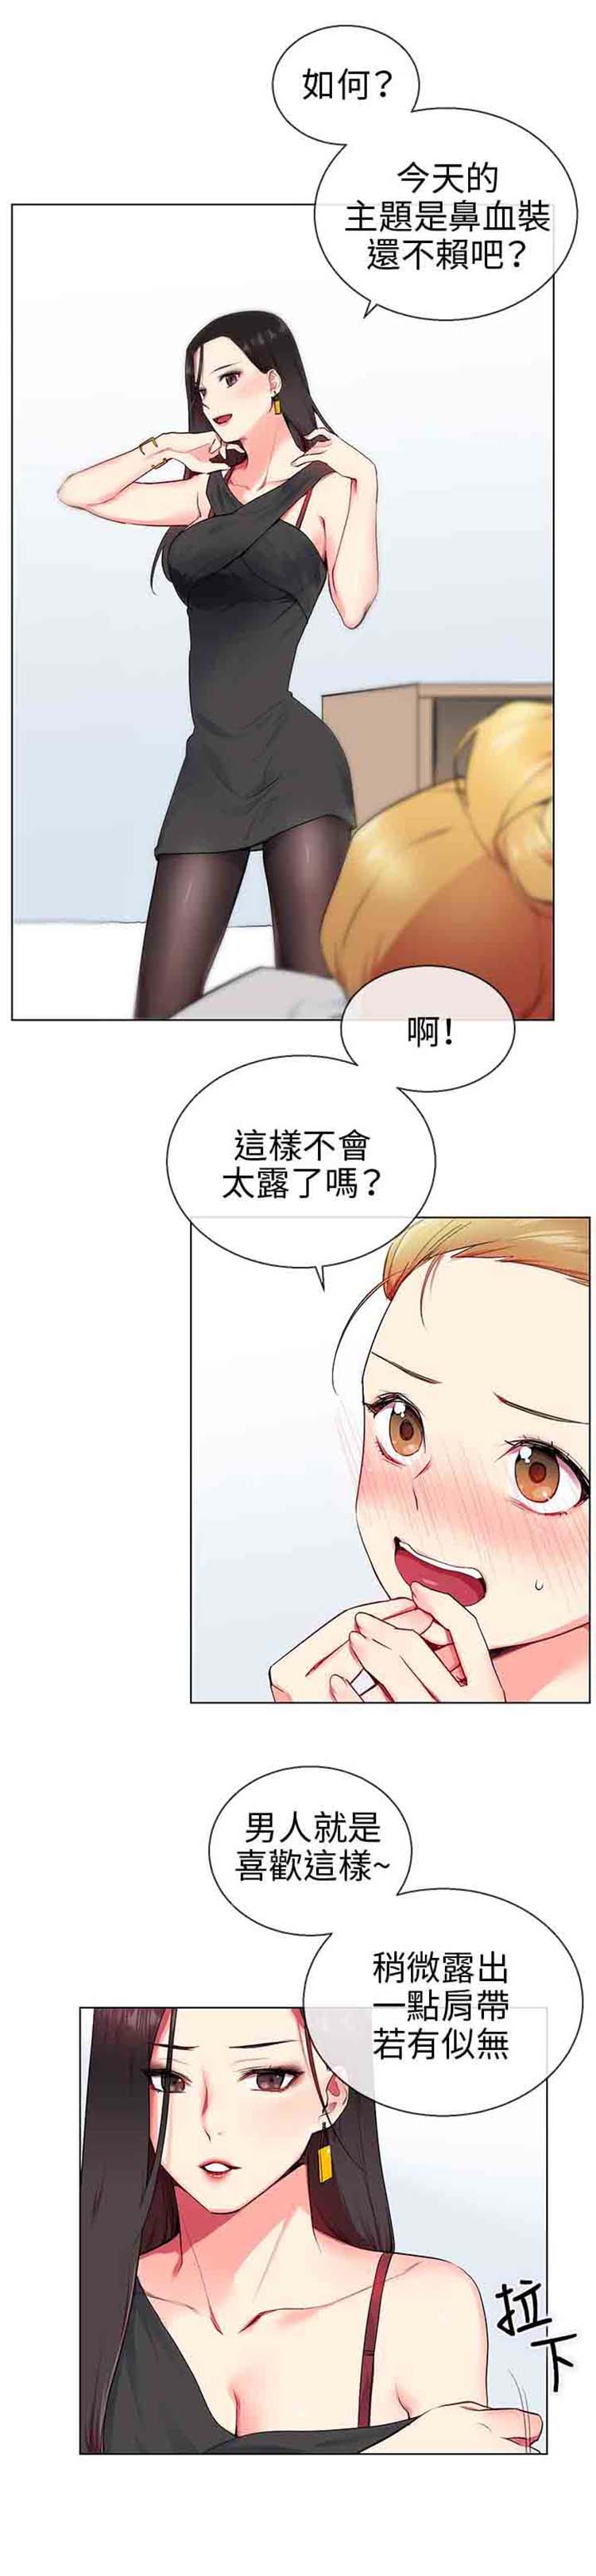 如何?
今天的
主題是鼻血裝
還不賴吧?
啊!
這樣不會
太露了嗎?
男人就是
喜歡這樣~
稍微露出
一點肩帶
若有似無
拉下